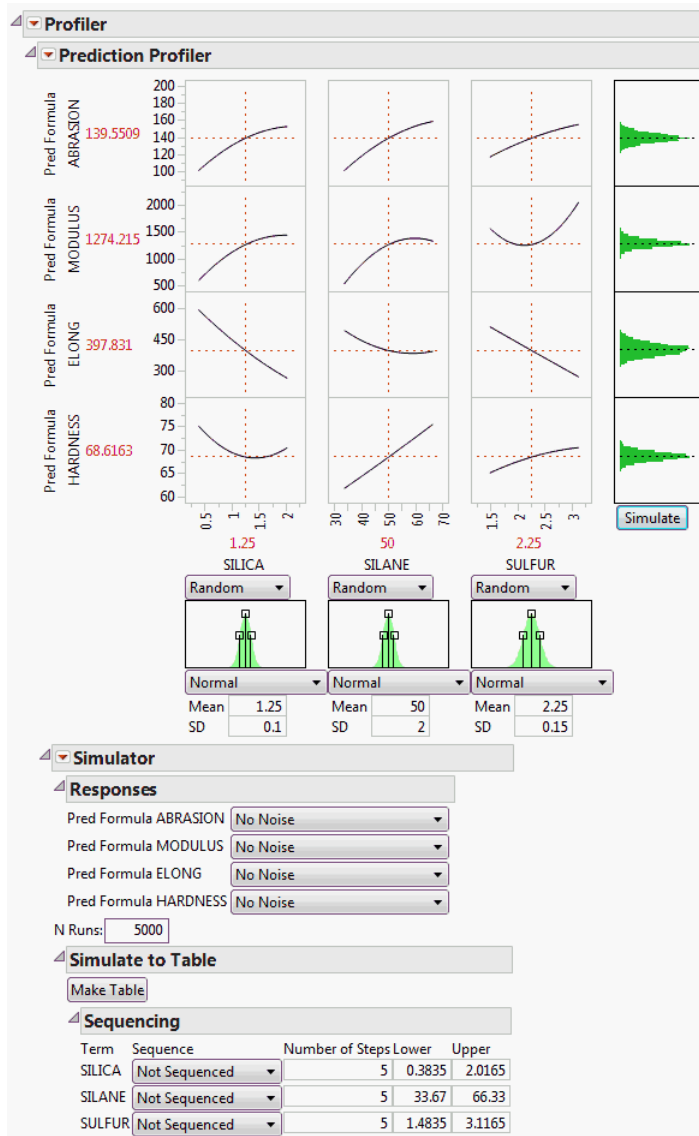 Profiler
Prediction Profiler
Pred Formula
ABRASION
139.5509
200
180
160
140
120
100
Pred Formula
MODULUS
1274.215
2000
1500
1000
500
Pred Formula
ELONG
397.831
600
450
300
Pred Formula
HARDNESS
68.6163
80
75
70
65
60
0.5 1 1.5 2
30 40 50 60 70
1.5 2 2.5 3
Simulate
1.25 50 2.25
SILICA SILANE SULFUR
Random Random Random
Normal Normal Normal
Mean 1.25 Mean 50 Mean 2.25
SD 0.1 SD 2 SD 0.15
Simulator
Responses
Pred Formula ABRASION No Noise
Pred Formula MODULUS No Noise
Pred Formula ELONG No Noise
Pred Formula HARDNESS No Noise
N Runs: 5000
Simulate to Table
Make Table
Sequencing
Term Sequence Number of Steps Lower Upper
SILICA Not Sequenced 5 0.3835 2.0165
SILANE Not Sequenced 5 33.67 66.33
SULFUR Not Sequenced 5 1.4835 3.1165